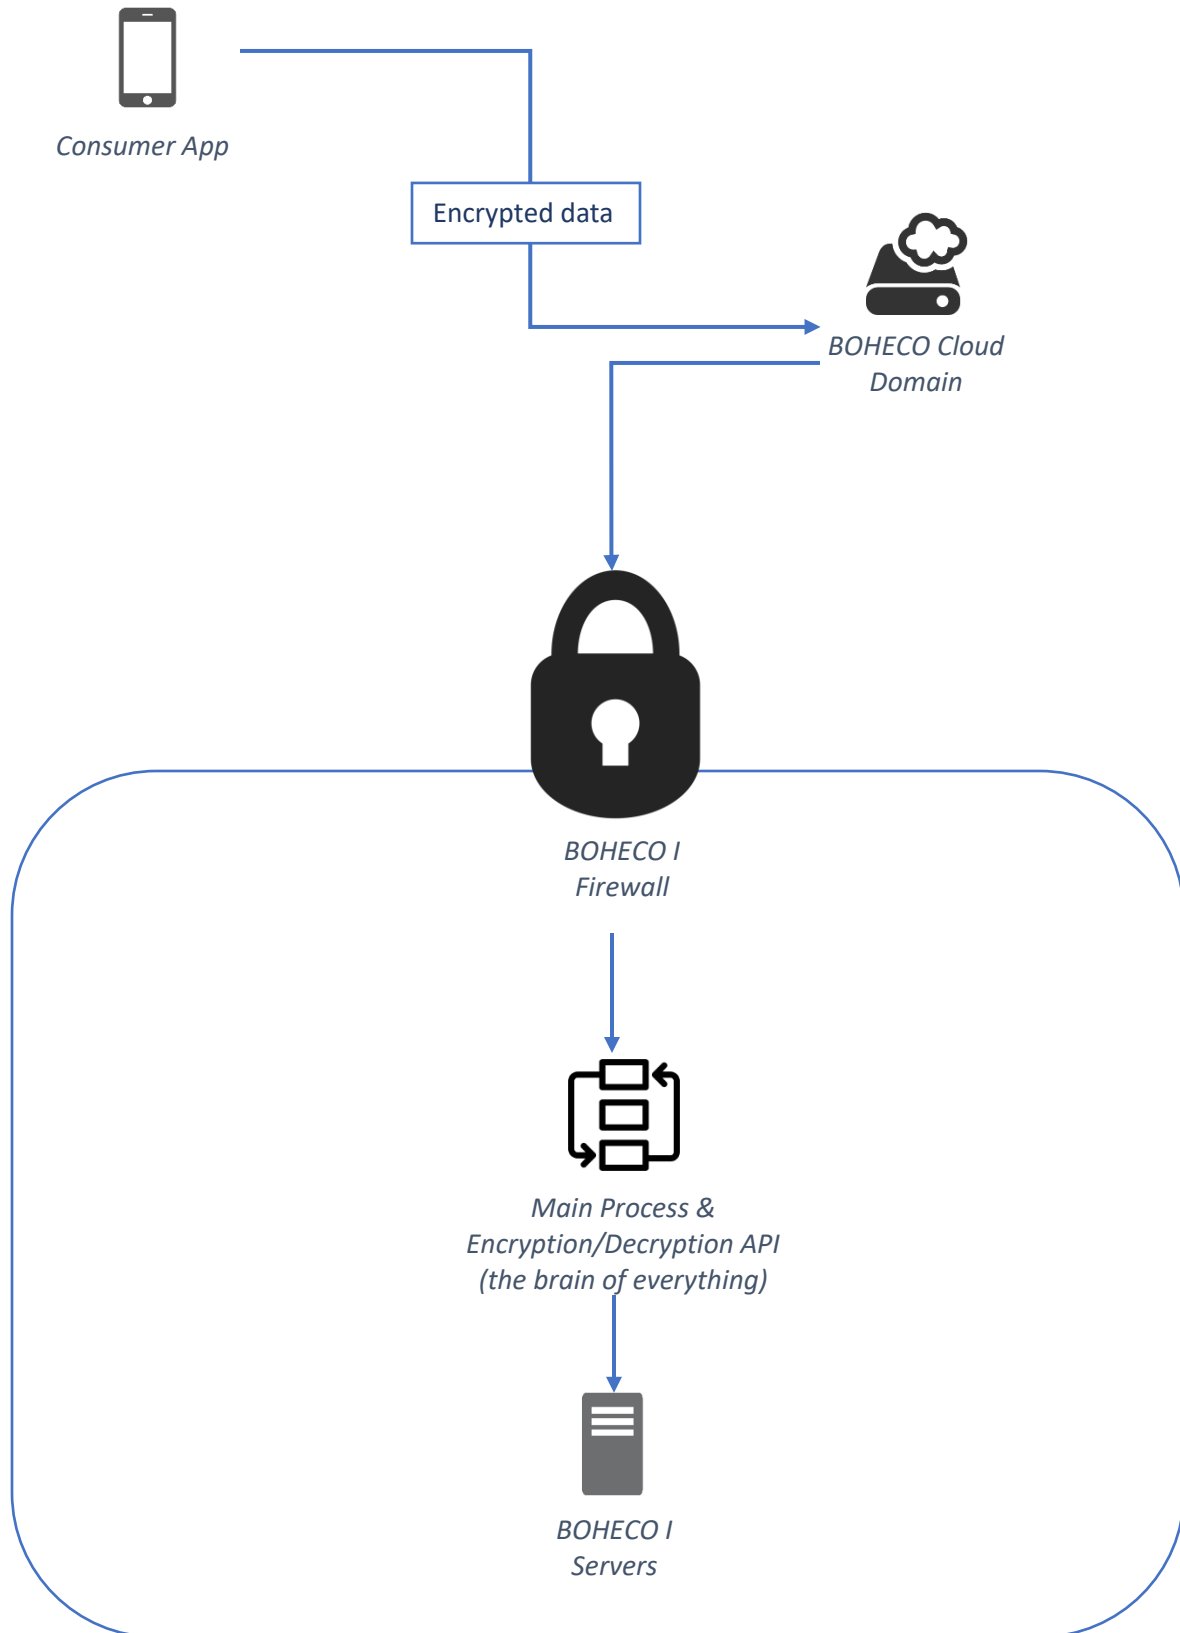 Consumer App
Encrypted data
BOHECO Cloud
Domain
BOHECO I
Firewall
Main Process &
Encryption/Decryption API
(the brain of everything)
BOHECO I
Servers